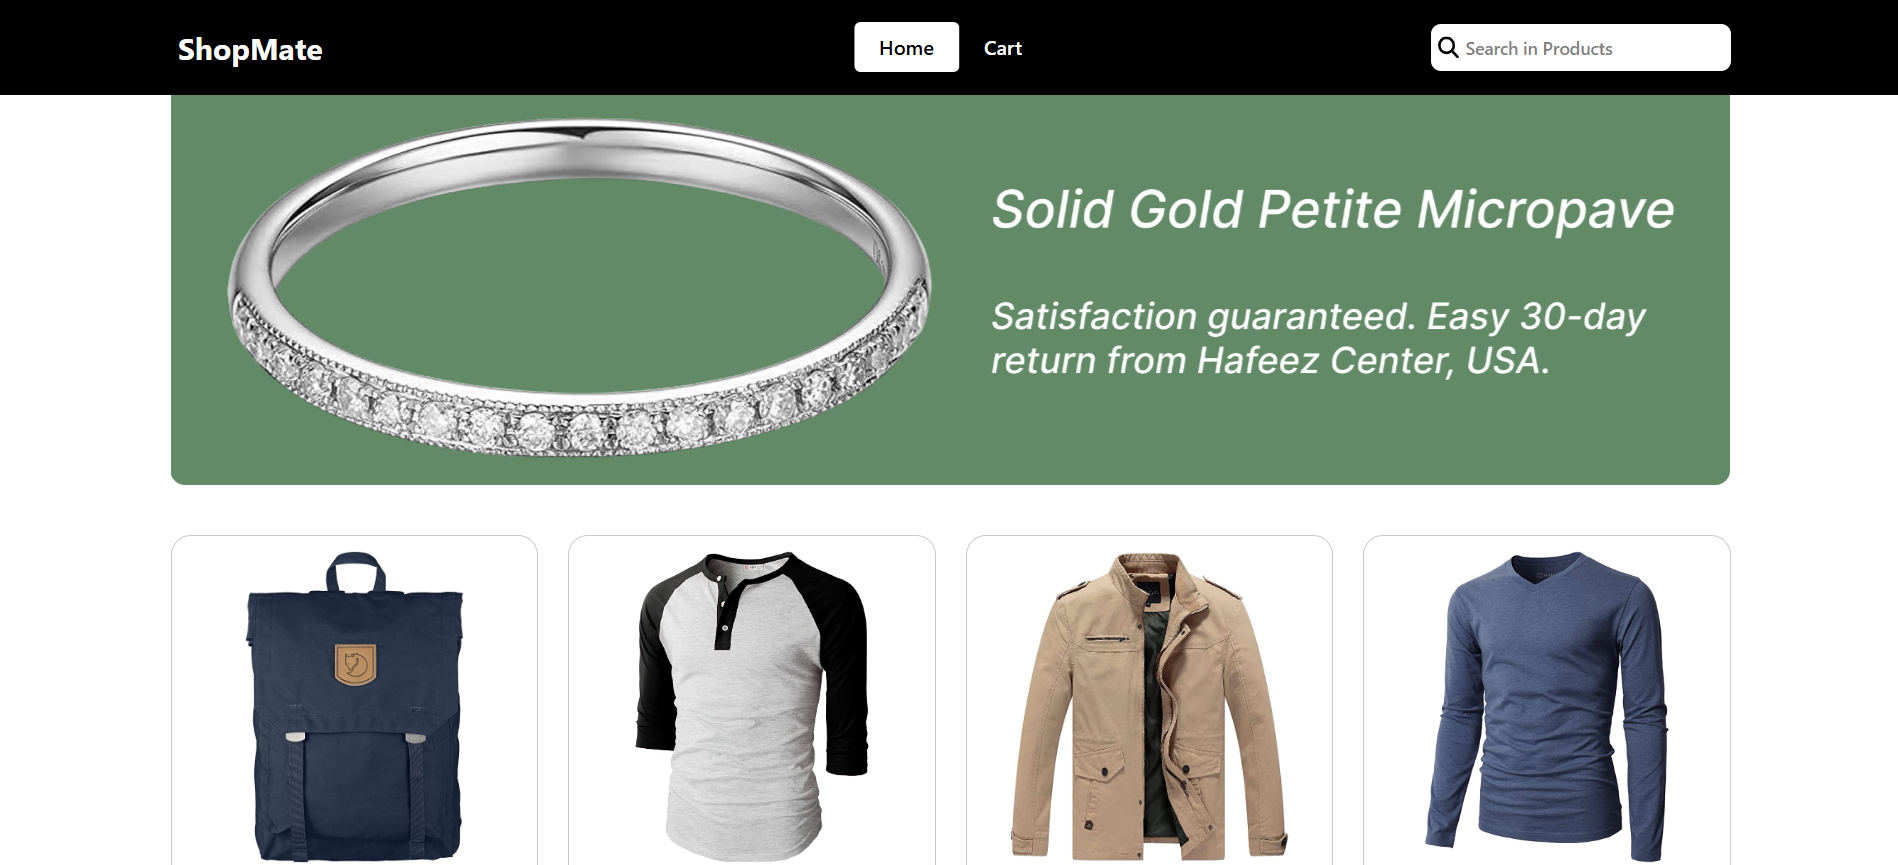 ShopMate
Home
Cart
Search in Products
Solid Gold Petite Micropave
Satisfaction guaranteed. Easy 30-day
return from Hafeez Center, USA.